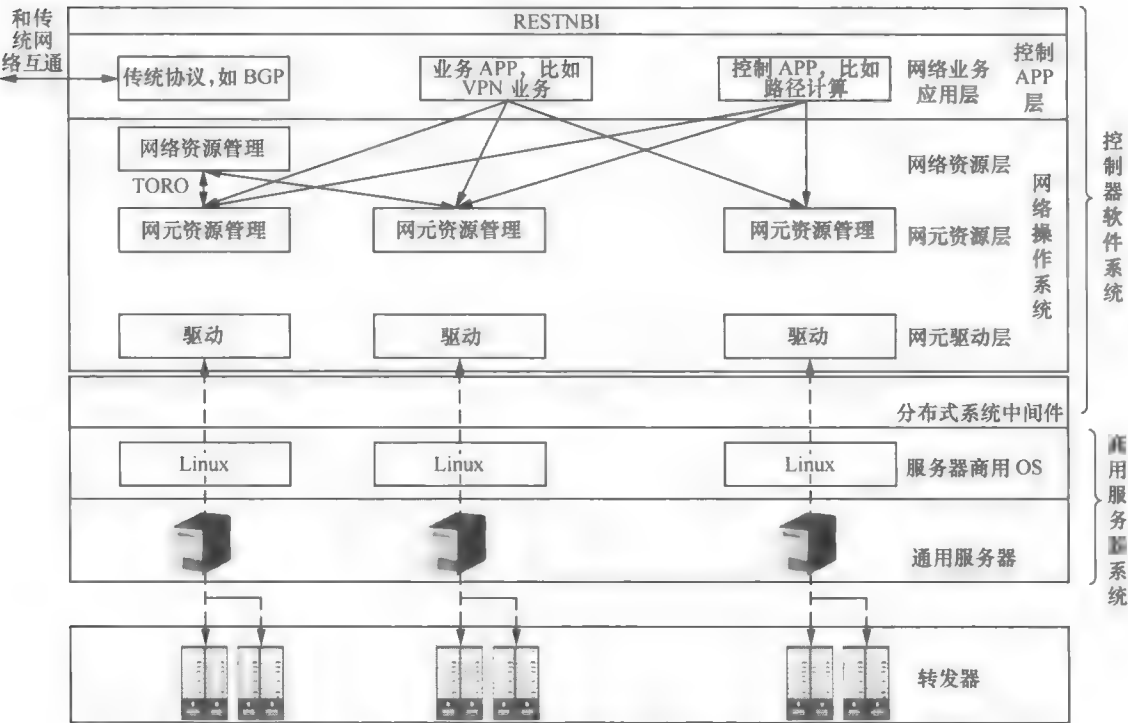 和传
统网
络互通
RESTNBI
传统协议,如 BGP
业务 APP，比如
VPN 业务
控制 APP，比如
路径计算
网络业务
应用层
控制
APP
层
网络资源管理
网络资源层
TORO
网元资源管理
网元资源管理
网元资源管理
网元资源层
网络操作系统
驱动
驱动
驱动
网元驱动层
控制器软件系统
分布式系统中间件
Linux
Linux
Linux
服务器商用 OS
通用服务器
用服务
系统
转发器